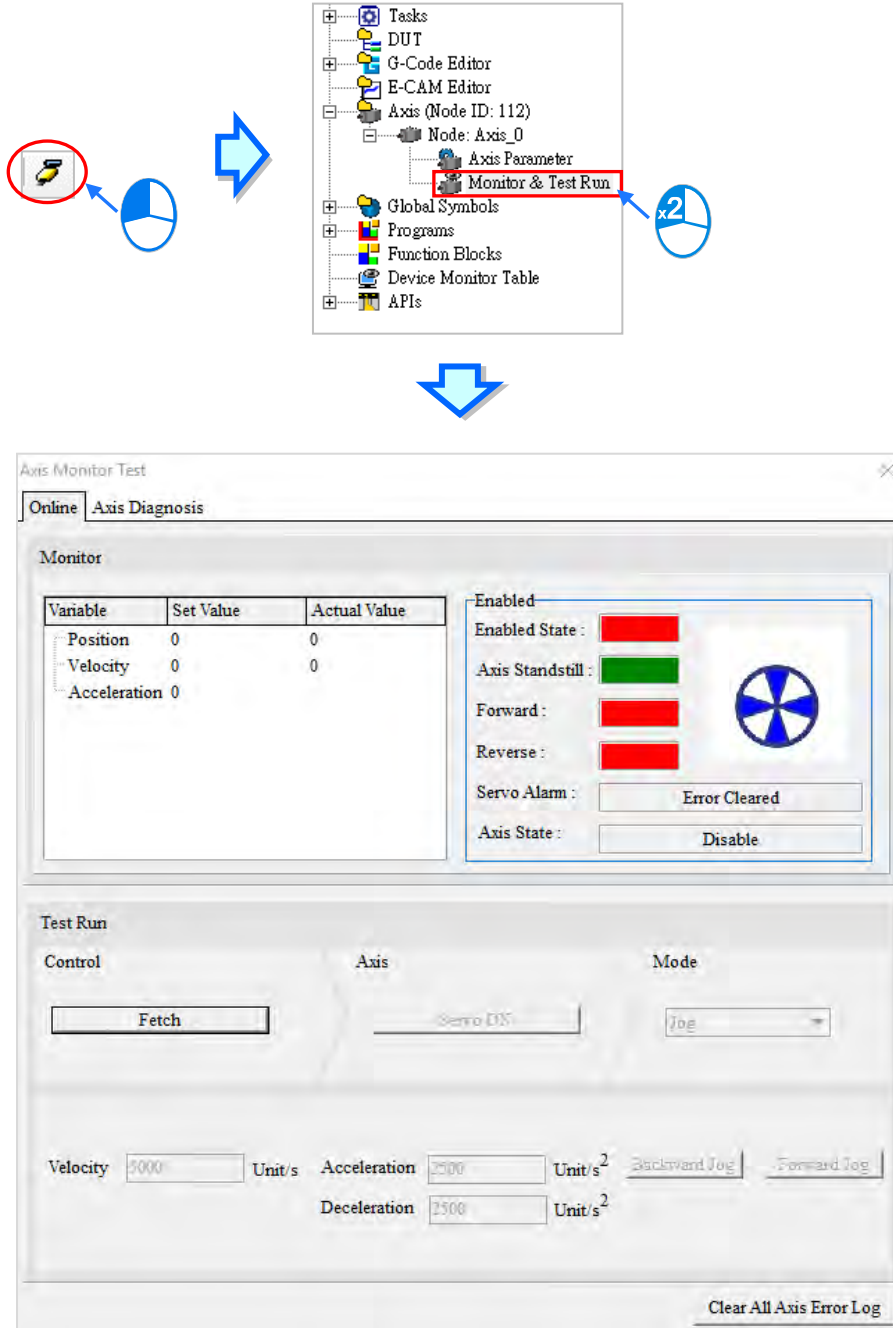 Tasks
DUT
G-Code Editor
E-CAM Editor
Axis (Node ID: 112)
Node: Axis_0
Axis Parameter
Monitor & Test Run
Global Symbols
Programs
Function Blocks
Device Monitor Table
APIs
x2
Axis Monitor Test
Online Axis Diagnosis
Monitor
Variable Set Value Actual Value
Position 0 0
Velocity 0 0
Acceleration 0
Enabled
Enabled State :
Axis Standstill :
Forward :
Reverse :
Servo Alarm : Error Cleared
Axis State : Disable
Test Run
Control Axis Mode
Fetch Servo ON Jog
Velocity 5000 Unit/s Acceleration 2500 Unit/s2 Backward Jog Forward Jog
Deceleration 2500 Unit/s2
Clear All Axis Error Log